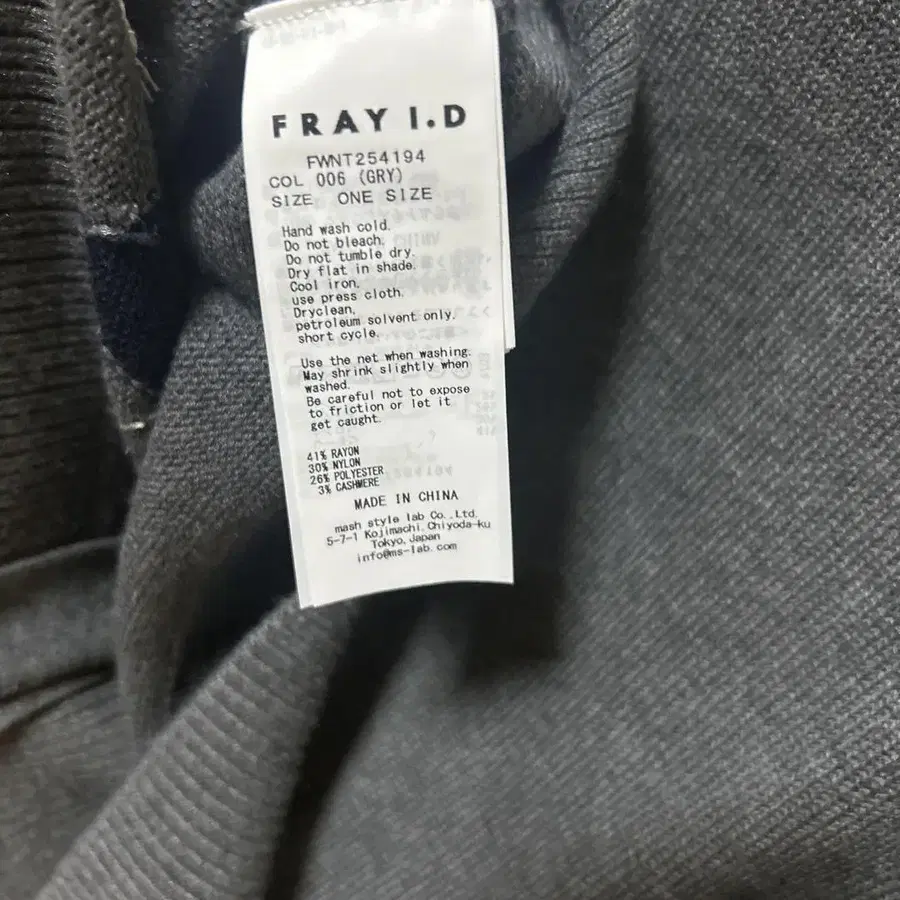 FRAY I.D
FWNT254194
COL 006 (GRY)
SIZE ONE SIZE
Hand wash cold.
Do not bleach.
Do not tumble dry.
Dry flat in shade.
Cool iron.
use press cloth.
Dryclean,
petroleum solvent only.
short cycle.
Use the net when washing.
May shrink slightly when
washed.
Be careful not to expose
to friction or let it
get caught.
41% RAYON
30% NYLON
26% POLYESTER
3% CASHMERE
MADE IN CHINA
mash style lab Co.,Ltd.
5-7-1 Kojimachi,Chiyoda-ku
Tokyo,Japan
info@ms-lab.com